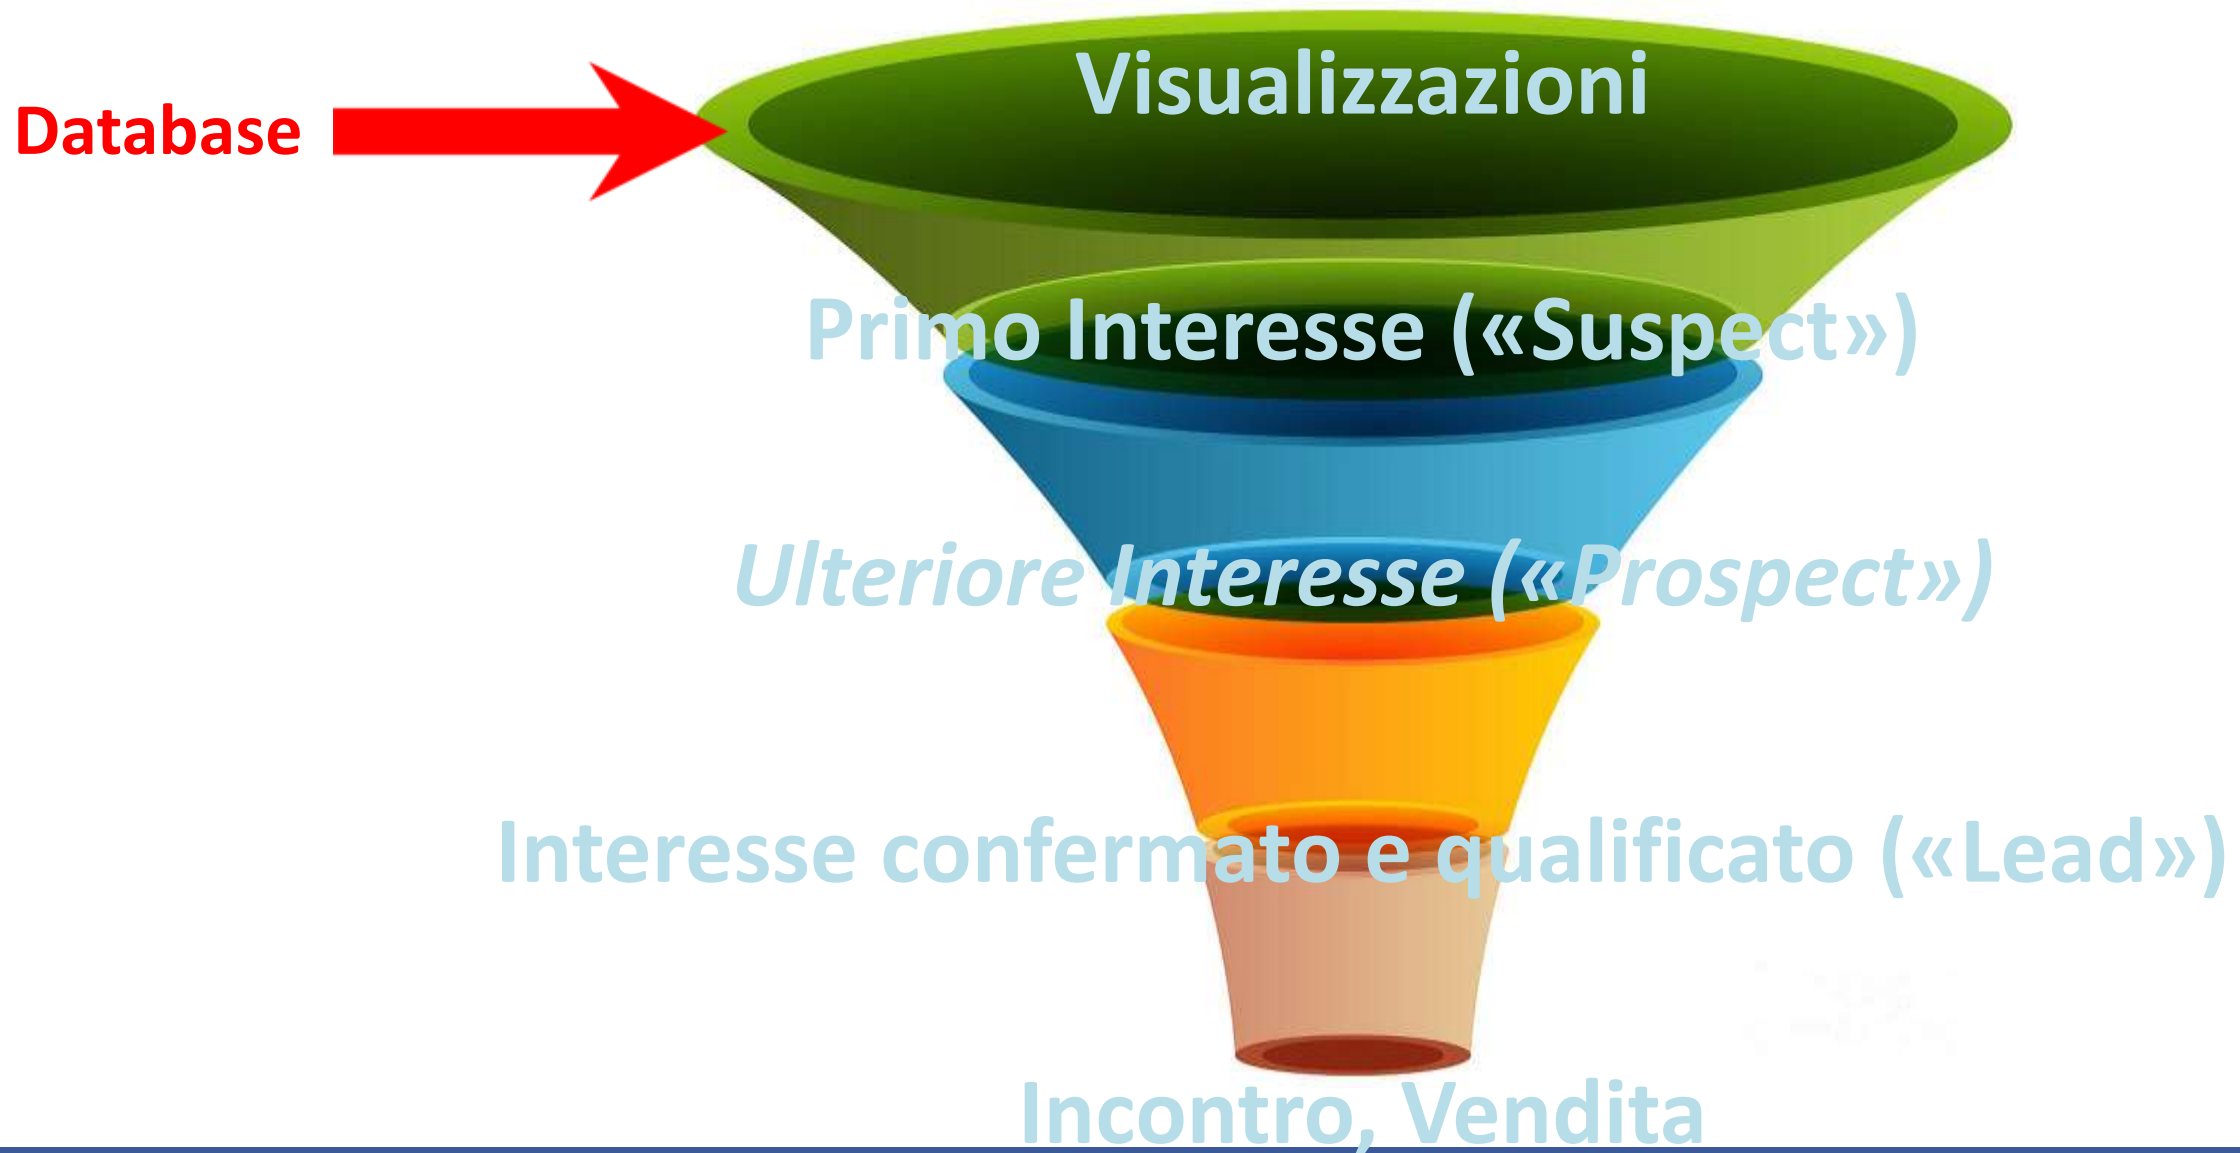 Visualizzazioni
Database
Primo Interesse («Suspect»)
Ulteriore Interesse («Prospect»)
Interesse confermato e qualificato («Lead»)
Incontro, Vendita